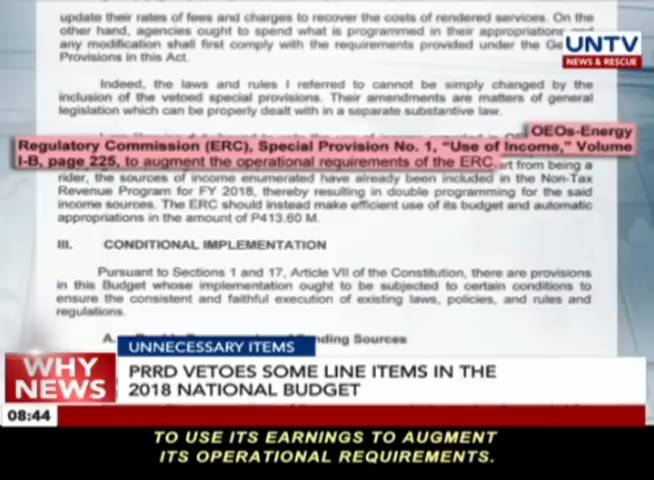 update their rates of fees and charges to recover the costs of rendered services. On the
other hand, agencies ought to spend what is programmed in their appropriations and
any modification shall first comply with the requirements provided under the Ge
Provisions in this Act.
UNTV
NEWS & RESCUE
Indeed, the laws and rules I referred to cannot be simply changed by the
inclusion of the vetoed special provisions. Their amendments are matters of general
legislation which can be properly dealt with in a separate substantive law.
OEOs-Energy
Regulatory Commission (ERC), Special Provision No. 1, "Use of Income," Volume
I-B, page 225, to augment the operational requirements of the ERC. art from being a
rider, the sources of income enumerated have already been included in the Non-Tax
Revenue Program for FY 2018, thereby resulting in double programming for the said
income sources. The ERC should instead make efficient use of its budget and automatic
appropriations in the amount of P413.60 M.
III. CONDITIONAL IMPLEMENTATION
Pursuant to Sections 1 and 17, Article VII of the Constitution, there are provisions
in this Budget whose implementation ought to be subjected to certain conditions to
ensure the consistent and faithful execution of existing laws, policies, and rules and
regulations.
A. nding Sources
UNNECESSARY ITEMS
WHY
NEWS
PRRD VETOES SOME LINE ITEMS IN THE
2018 NATIONAL BUDGET
08:44
TO USE ITS EARNINGS TO AUGMENT
ITS OPERATIONAL REQUIREMENTS.